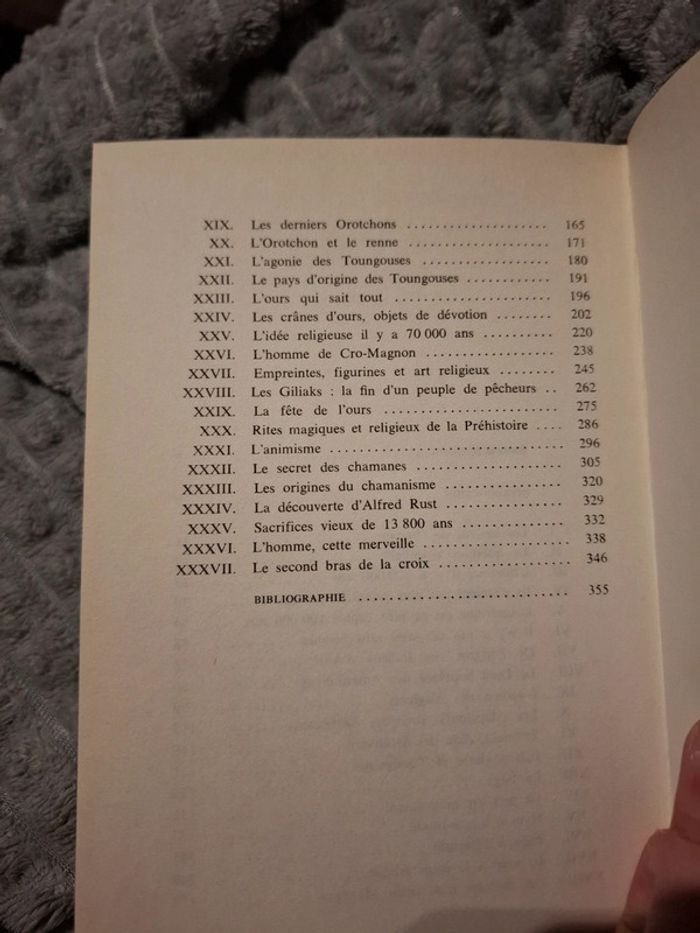 XIX. Les derniers Orotchons .................... 165
XX. L'Orotchon et le renne .................... 171
XXI. L'agonie des Toungouses .................. 180
XXII. Le pays d'origine des Toungouses ............ 191
XXIII. L'ours qui sait tout ...................... 196
XXIV. Les crânes d'ours, objets de dévotion ........ 202
XXV. L'idée religieuse il y a 70 000 ans ........... 220
XXVI. L'homme de Cro-Magnon .................. 238
XXVII. Empreintes, figurines et art religieux ........ 245
XXVIII. Les Giliaks : la fin d'un peuple de pêcheurs .. 262
XXIX. La fête de l'ours ........................ 275
XXX. Rites magiques et religieux de la Préhistoire .... 286
XXXI. L'animisme ................................. 296
XXXII. Le secret des chamanes .................... 305
XXXIII. Les origines du chamanisme ................ 320
XXXIV. La découverte d'Alfred Rust ................ 329
XXXV. Sacrifices vieux de 13 800 ans .............. 332
XXXVI. L'homme, cette merveille .................... 338
XXXVII. Le second bras de la croix .................. 346
BIBLIOGRAPHIE ............................. 355